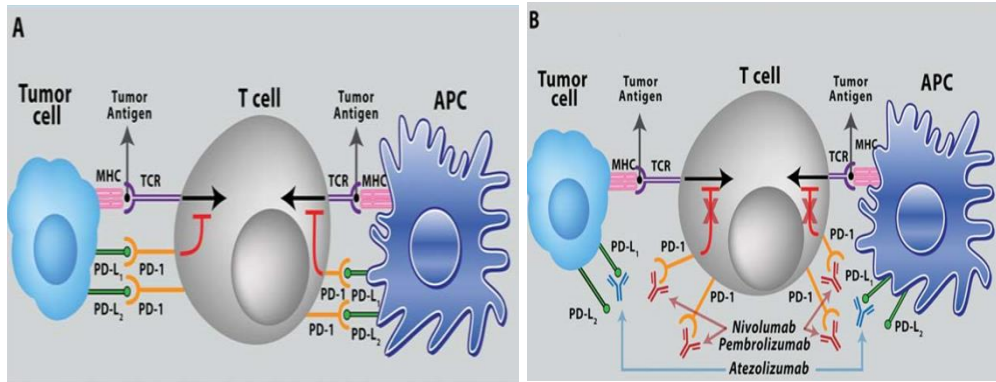 A
Tumor
cell
Tumor
Antigen
T cell
Tumor
Antigen
APC
MHC
TCR
TCR
MHC
PD-L1
PD-1
PD-L2
PD-1
PD-1
PD-L1
PD-1
PD-L2
B
Tumor
cell
Tumor
Antigen
T cell
Tumor
Antigen
APC
MHC
TCR
TCR
MHC
PD-L1
PD-1
PD-1
PD-L2
PD-1
PD-1
PD-L1
PD-L2
Nivolumab
Pembrolizumab
Atezolizumab